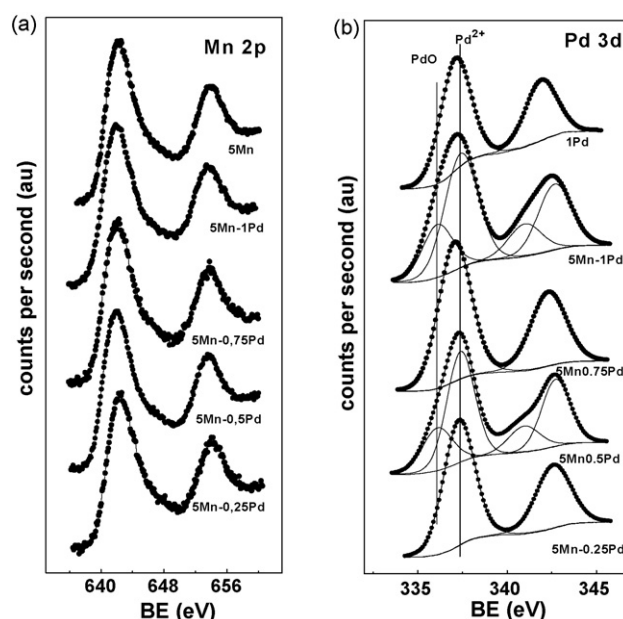 (a)
Mn 2p
5Mn
5Mn-1Pd
5Mn-0,75Pd
5Mn-0,5Pd
5Mn-0,25Pd
counts per second (au)
640 648 656
BE (eV)
(b)
Pd 3d
Pd2+
PdO
1Pd
5Mn-1Pd
5Mn0.75Pd
5Mn0.5Pd
5Mn-0.25Pd
counts per second (au)
335 340 345
BE (eV)